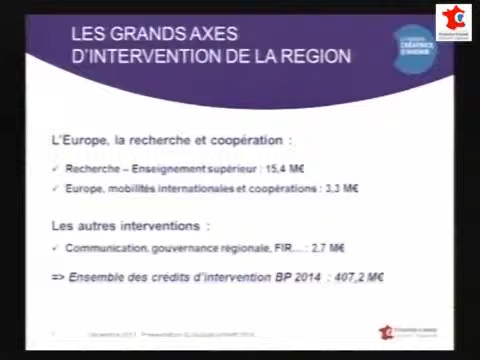 LES GRANDS AXES
D'INTERVENTION DE LA REGION
L'Europe, la recherche et coopération :
✓ Recherche – Enseignement supérieur : 15,4 M€
✓ Europe, mobilités internationales et coopérations : 3,3 M€
Les autres interventions :
✓ Communication, gouvernance régionale, FIR... : 2,7 M€
=> Ensemble des crédits d'intervention BP 2014 : 407,2 M€